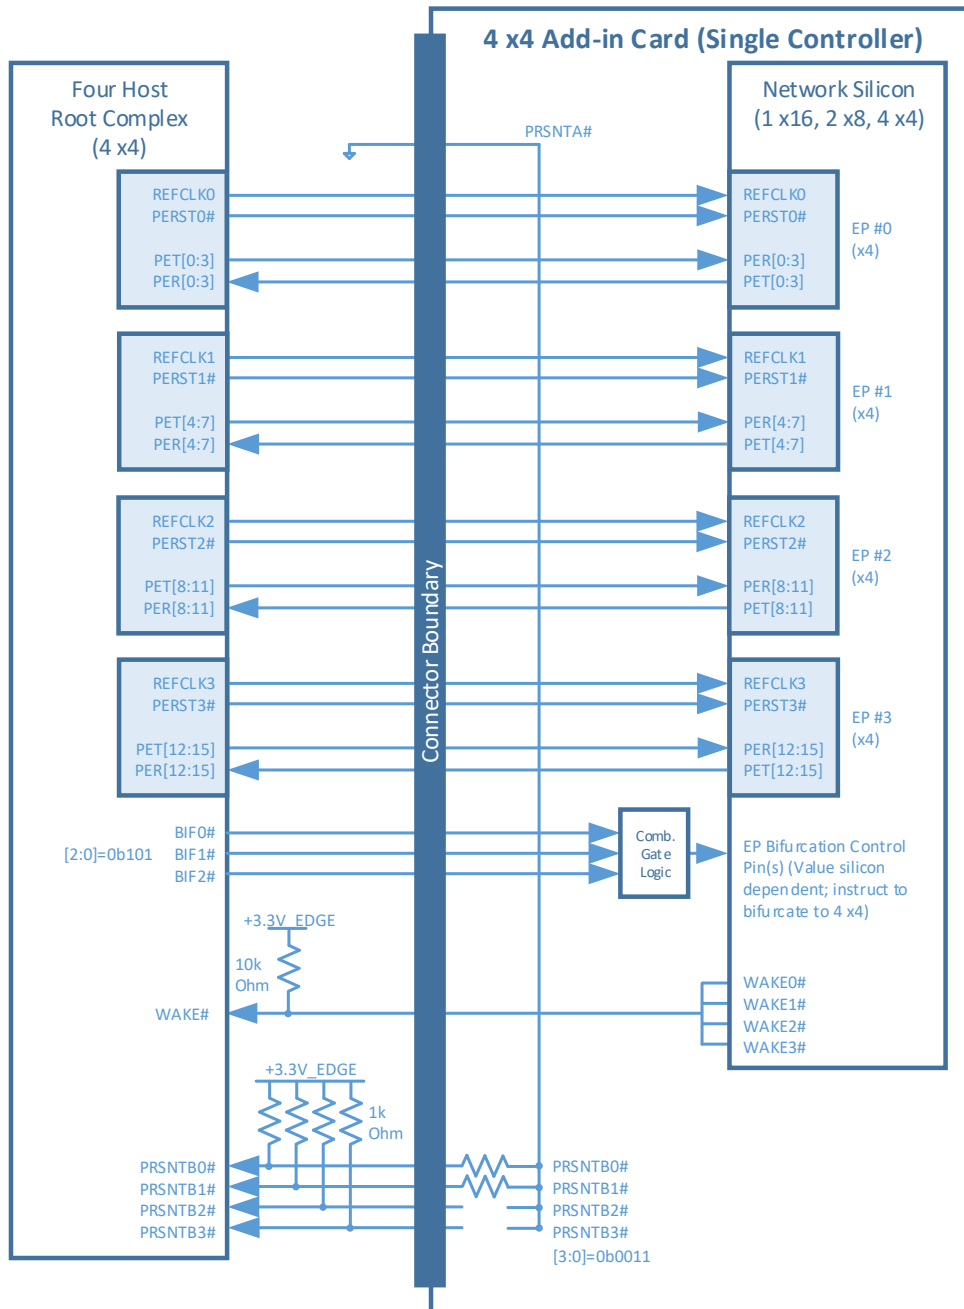 4 x4 Add-in Card (Single Controller)
Four Host
Root Complex
(4 x4)
Network Silicon
(1 x16, 2 x8, 4 x4)
PRSNTA#
REFCLK0
PERST0#
PET[0:3]
PER[0:3]
REFCLK0
PERST0#
PER[0:3]
PET[0:3]
EP #0
(x4)
REFCLK1
PERST1#
PET[4:7]
PER[4:7]
REFCLK1
PERST1#
PER[4:7]
PET[4:7]
EP #1
(x4)
REFCLK2
PERST2#
PET[8:11]
PER[8:11]
REFCLK2
PERST2#
PER[8:11]
PET[8:11]
EP #2
(x4)
Connector Boundary
REFCLK3
PERST3#
PET[12:15]
PER[12:15]
REFCLK3
PERST3#
PER[12:15]
PET[12:15]
EP #3
(x4)
BIF0#
[2:0]=0b101 BIF1#
BIF2#
Comb.
Gate
Logic
EP Bifurcation Control
Pin(s) (Value silicon
dependent; instruct to
bifurcate to 4 x4)
+3.3V_EDGE
10k
Ohm
WAKE#
WAKE0#
WAKE1#
WAKE2#
WAKE3#
+3.3V_EDGE
1k
Ohm
PRSNTB0#
PRSNTB1#
PRSNTB2#
PRSNTB3#
PRSNTB0#
PRSNTB1#
PRSNTB2#
PRSNTB3#
[3:0]=0b0011